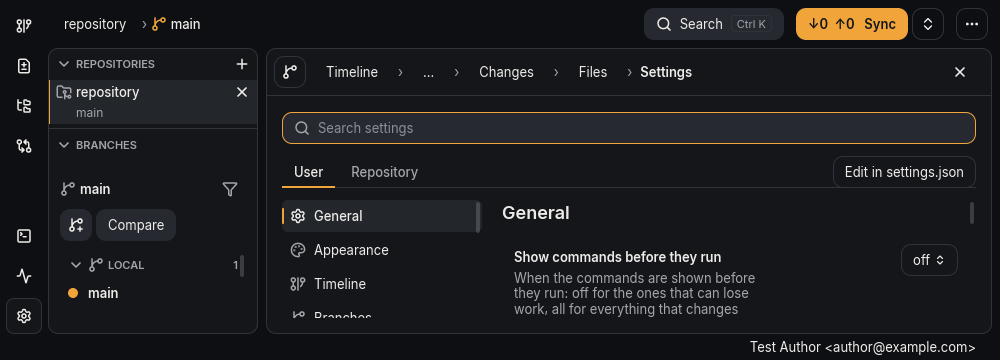 repository > main
Search Ctrl K
↓0 ↑0 Sync
REPOSITORIES
repository
main
BRANCHES
main
Compare
LOCAL 1
main
Timeline > ... > Changes > Files > Settings
Search settings
User Repository
Edit in settings.json
General
Appearance
Timeline
Branches
General
Show commands before they run
off
When the commands are shown before
they run: off for the ones that can lose
work, all for everything that changes
Test Author <author@example.com>